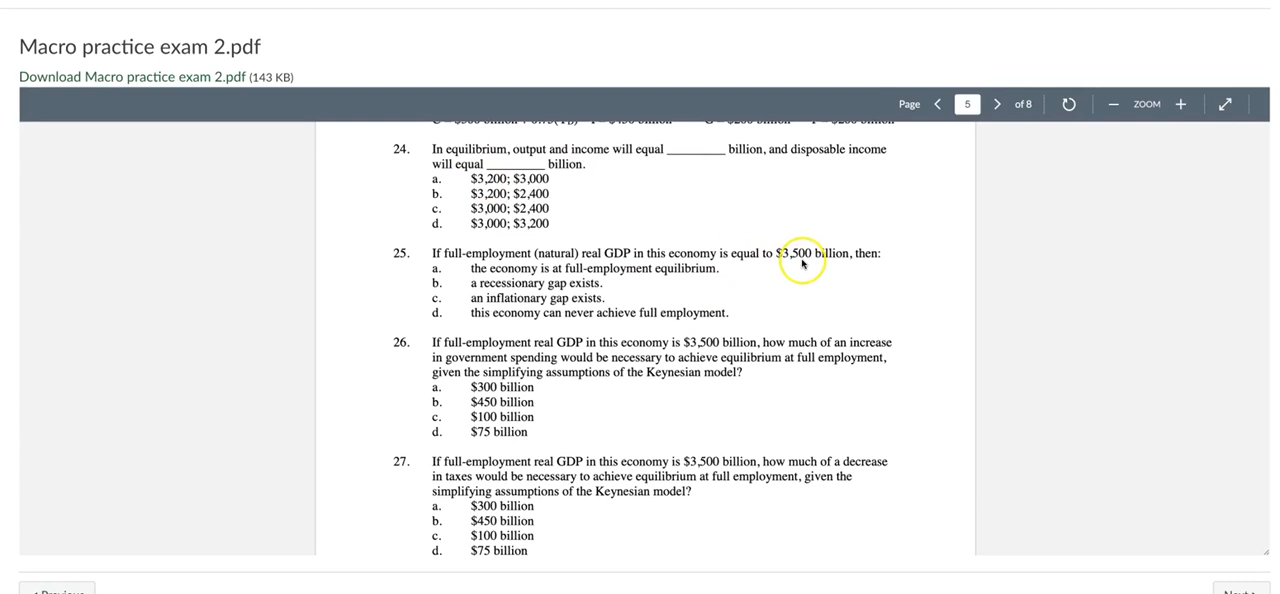 Macro practice exam 2.pdf
Download Macro practice exam 2.pdf (143 KB)
Page 5 of 8 ZOOM
24. In equilibrium, output and income will equal _________ billion, and disposable income
will equal _________ billion.
a. $3,200; $3,000
b. $3,200; $2,400
c. $3,000; $2,400
d. $3,000; $3,200
25. If full-employment (natural) real GDP in this economy is equal to $3,500 billion, then:
a. the economy is at full-employment equilibrium.
b. a recessionary gap exists.
c. an inflationary gap exists.
d. this economy can never achieve full employment.
26. If full-employment real GDP in this economy is $3,500 billion, how much of an increase
in government spending would be necessary to achieve equilibrium at full employment,
given the simplifying assumptions of the Keynesian model?
a. $300 billion
b. $450 billion
c. $100 billion
d. $75 billion
27. If full-employment real GDP in this economy is $3,500 billion, how much of a decrease
in taxes would be necessary to achieve equilibrium at full employment, given the
simplifying assumptions of the Keynesian model?
a. $300 billion
b. $450 billion
c. $100 billion
d. $75 billion